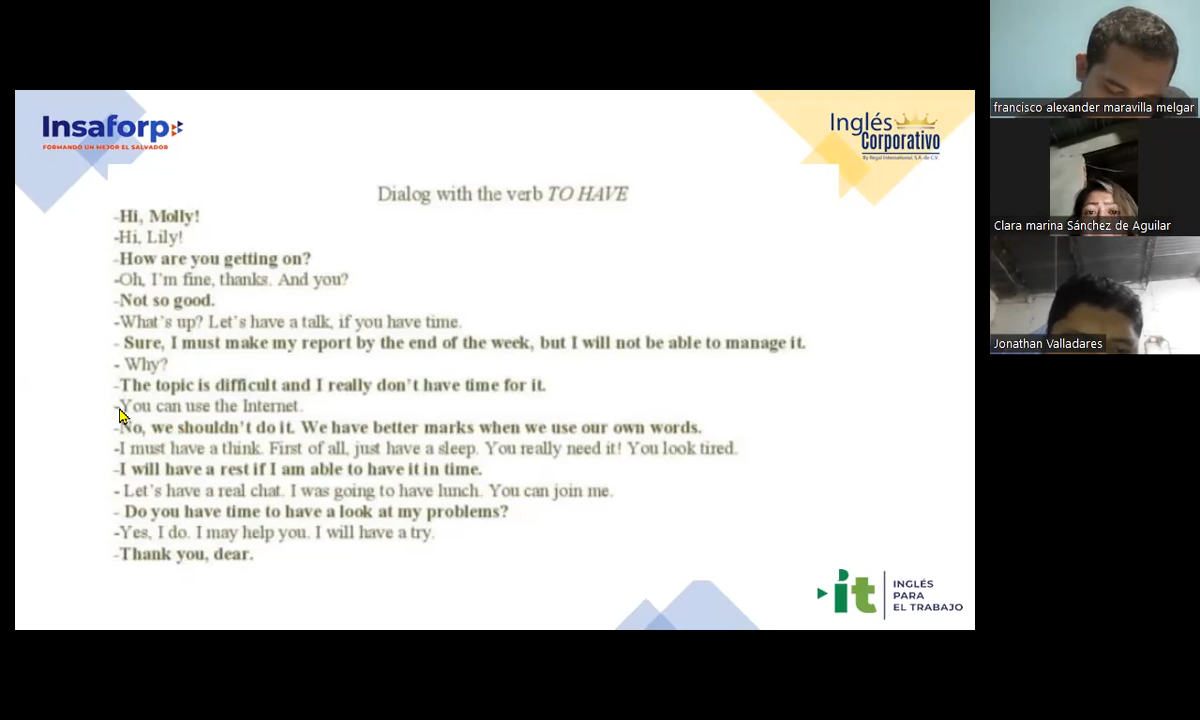 Insaforp
FORMANDO UN MEJOR EL SALVADOR
Inglés
Corporativo
By Regal International, S.A. de C.V.
Dialog with the verb TO HAVE
-Hi, Molly!
-Hi, Lily!
-How are you getting on?
-Oh, I'm fine, thanks. And you?
-Not so good.
-What's up? Let's have a talk, if you have time.
- Sure, I must make my report by the end of the week, but I will not be able to manage it.
- Why?
-The topic is difficult and I really don't have time for it.
-You can use the Internet.
-No, we shouldn't do it. We have better marks when we use our own words.
-I must have a think. First of all, just have a sleep. You really need it! You look tired.
-I will have a rest if I am able to have it in time.
- Let's have a real chat. I was going to have lunch. You can join me.
- Do you have time to have a look at my problems?
-Yes, I do. I may help you. I will have a try.
-Thank you, dear.
it
INGLÉS
PARA
EL TRABAJO
francisco alexander maravilla melgar
Clara marina Sánchez de Aguilar
Jonathan Valladares